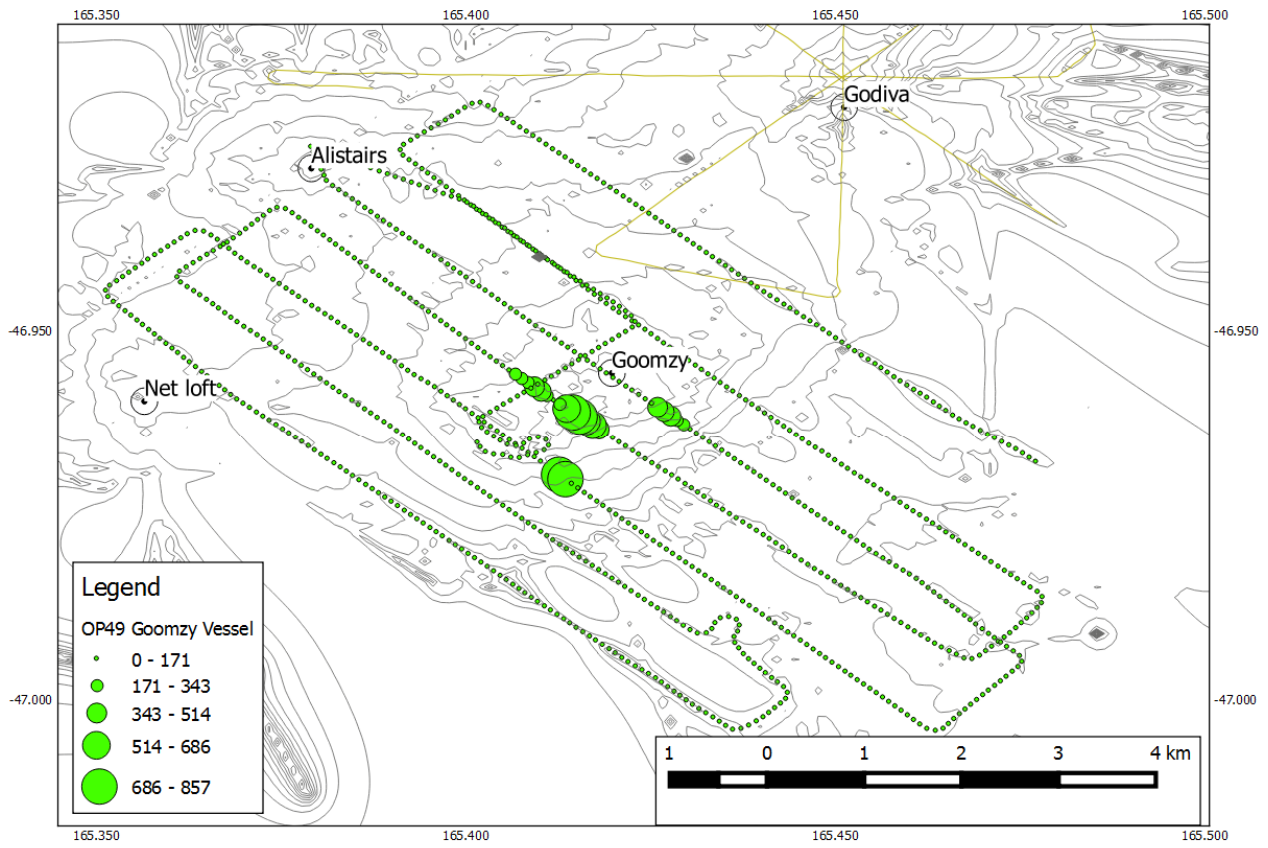 165.350 165.400 165.450 165.500
Godiva
Alistairs
-46.950 -46.950
Goomzy
Net loft
Legend
OP49 Goomzy Vessel
0 - 171
171 - 343
343 - 514
514 - 686
686 - 857
-47.000 -47.000
1 0 1 2 3 4 km
165.350 165.400 165.450 165.500